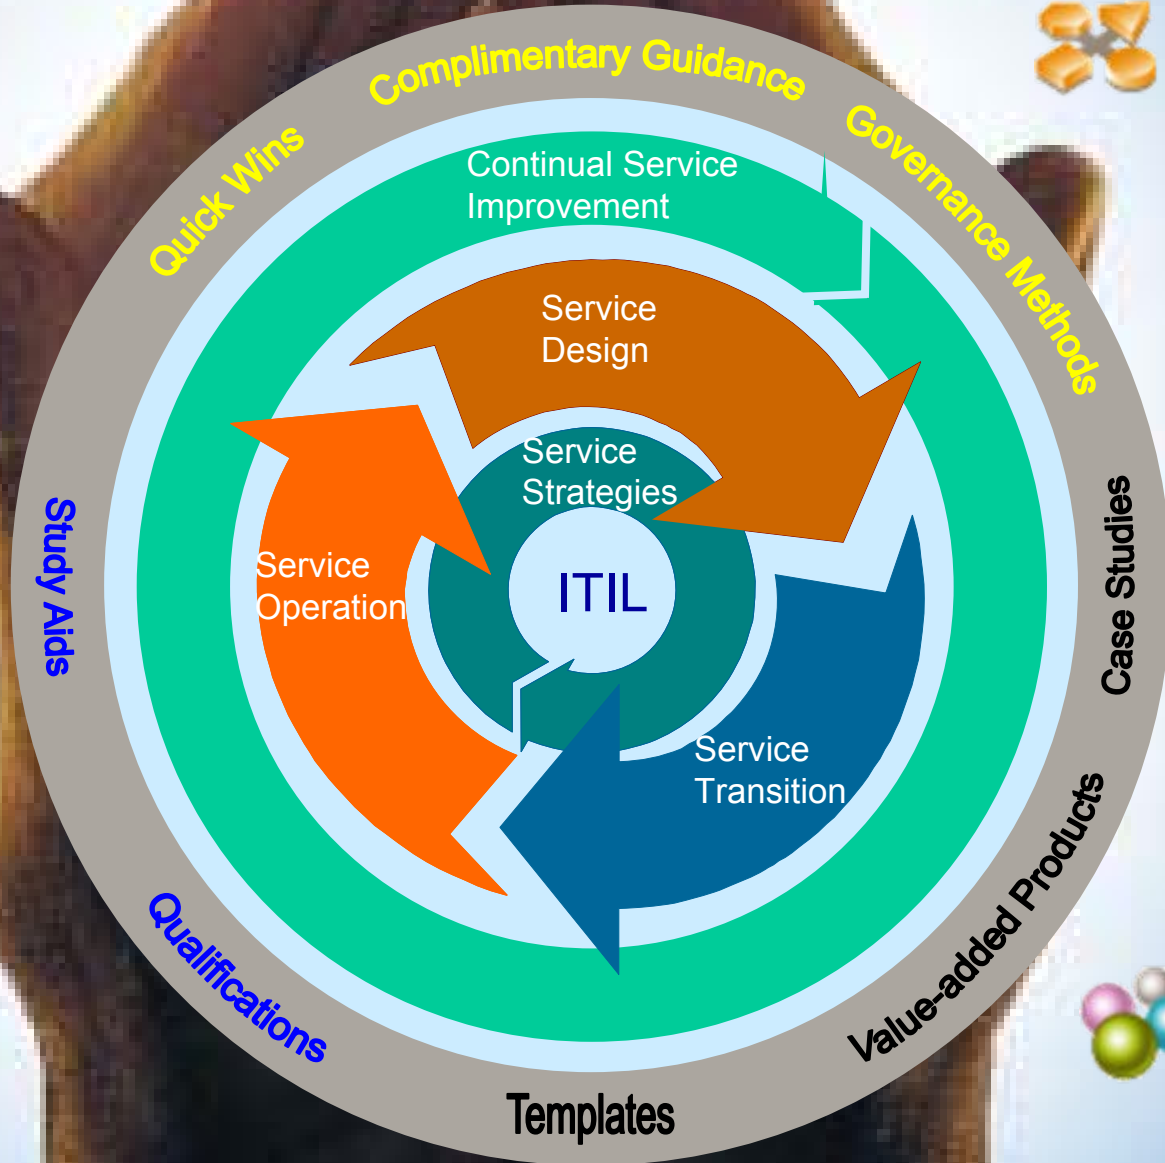 Complimentary Guidance
Quick Wins
Governance Methods
Continual Service
Improvement
Service
Design
Service
Strategies
Study Aids
Case Studies
Service
Operation
ITIL
Service
Transition
Value-added Products
Qualifications
Templates